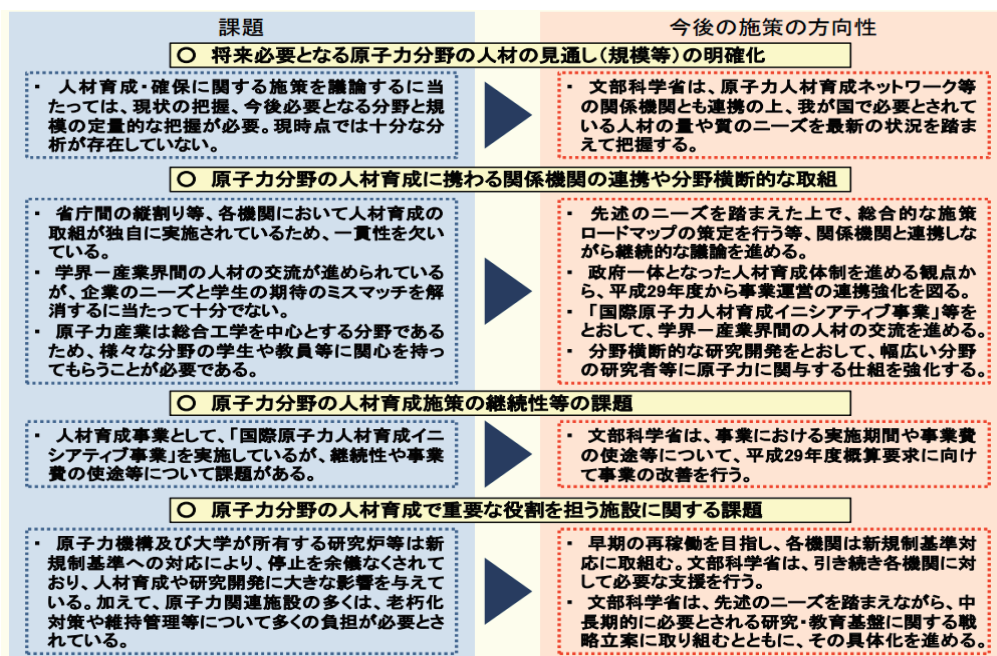 課題
今後の施策の方向性
○ 将来必要となる原子力分野の人材の見通し(規模等)の明確化
・ 人材育成・確保に関する施策を議論するに当
たっては、現状の把握、今後必要となる分野と規
模の定量的な把握が必要。現時点では十分な分
析が存在していない。
・ 文部科学省は、原子力人材育成ネットワーク等
の関係機関とも連携の上、我が国で必要とされて
いる人材の量や質のニーズを最新の状況を踏ま
えて把握する。
○ 原子力分野の人材育成に携わる関係機関の連携や分野横断的な取組
・ 省庁間の縦割り等、各機関において人材育成の
取組が独自に実施されているため、一貫性を欠い
ている。
・ 学界－産業界間の人材の交流が進められている
が、企業のニーズと学生の期待のミスマッチを解
消するに当たって十分でない。
・ 原子力産業は総合工学を中心とする分野である
ため、様々な分野の学生や教員等に関心を持っ
てもらうことが必要である。
・ 先述のニーズを踏まえた上で、総合的な施策
ロードマップの策定を行う等、関係機関と連携しな
がら継続的な議論を進める。
・ 政府一体となった人材育成体制を進める観点か
ら、平成29年度から事業運営の連携強化を図る。
・ 「国際原子力人材育成イニシアティブ事業」等を
とおして、学界－産業界間の人材の交流を進める。
・ 分野横断的な研究開発をとおして、幅広い分野
の研究者等に原子力に関与する仕組を強化する。
○ 原子力分野の人材育成施策の継続性等の課題
・ 人材育成事業として、「国際原子力人材育成イニ
シアティブ事業」を実施しているが、継続性や事業
費の使途等について課題がある。
・ 文部科学省は、事業における実施期間や事業費
の使途等について、平成29年度概算要求に向け
て事業の改善を行う。
○ 原子力分野の人材育成で重要な役割を担う施設に関する課題
・ 原子力機構及び大学が所有する研究炉等は新
規制基準への対応により、停止を余儀なくされて
おり、人材育成や研究開発に大きな影響を与えて
いる。加えて、原子力関連施設の多くは、老朽化
対策や維持管理等について多くの負担が必要とさ
れている。
・ 早期の再稼働を目指し、各機関は新規制基準対
応に取組む。文部科学省は、引き続き各機関に対
して必要な支援を行う。
・ 文部科学省は、先述のニーズを踏まえながら、中
長期的に必要とされる研究・教育基盤に関する戦
略立案に取り組むとともに、その具体化を進める。